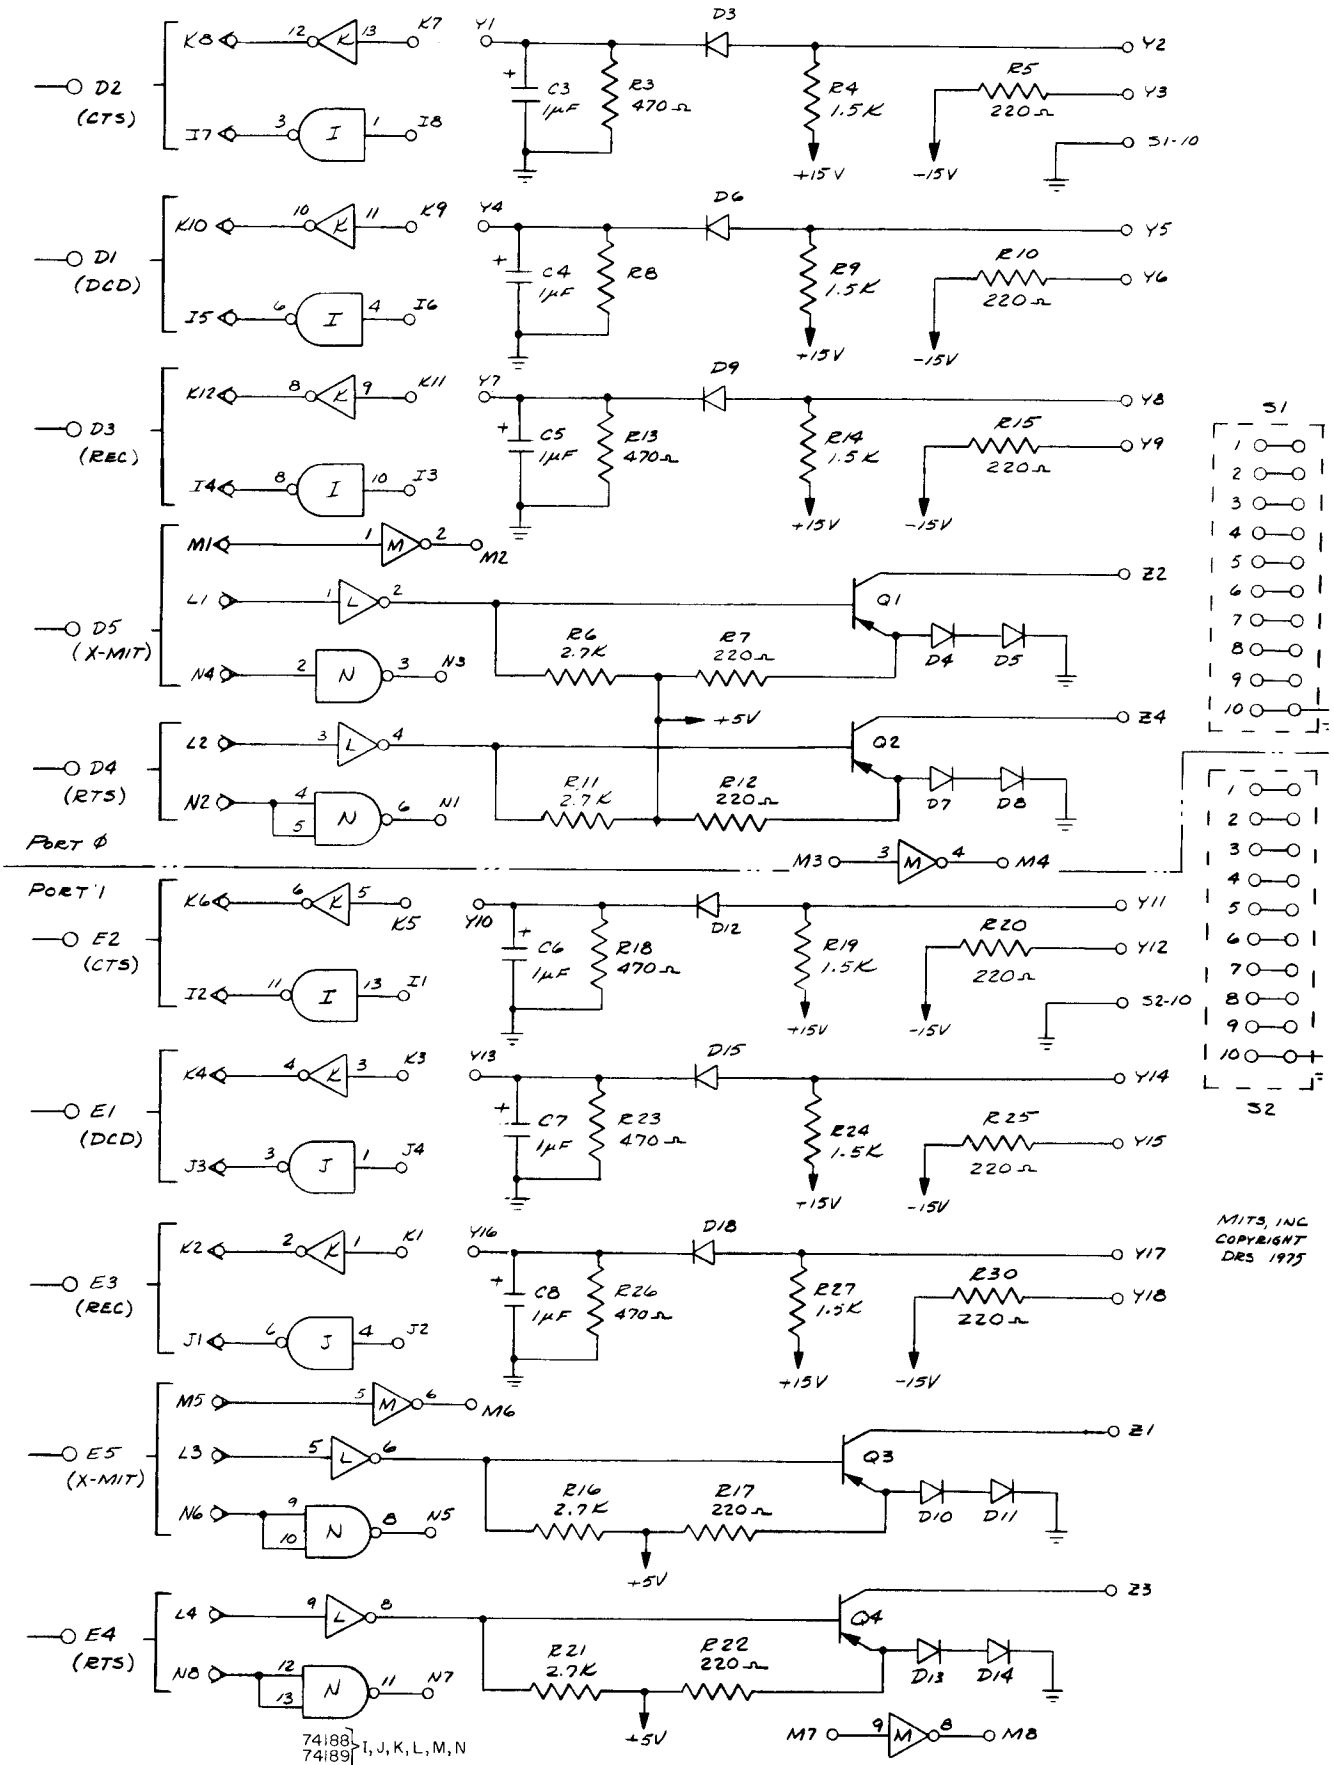 K8 12 K 13 K7 Y1 D3 Y2
D2 (CTS)
+ C3 1µF R3 470Ω R4 1.5K R5 220Ω Y3
I7 3 I 1 I8 +15V -15V S1-10
K10 10 K 11 K9 Y4 D6 Y5
D1 (DCD)
+ C4 1µF R8 R9 1.5K R10 220Ω Y6
I5 6 I 4 I6 +15V -15V
K12 8 K 9 K11 Y7 D9 Y8
D3 (REC)
+ C5 1µF R13 470Ω R14 1.5K R15 220Ω Y9
I4 8 I 10 I3 +15V -15V
S1
1
2
3
4
5
6
7
8
9
10
M1 1 M 2 M2
L1 1 L 2 Q1 Z2
D5 (X-MIT)
R6 2.7K R7 220Ω D4 D5
N4 2 N 3 N3
+5V
L2 3 L 4 Q2 Z4
D4 (RTS)
R11 2.7K R12 220Ω D7 D8
N2 4 5 N 6 N1
PORT Ø
M3 3 M 4 M4
S2
1
2
3
4
5
6
7
8
9
10
PORT 1
K6 6 K 5 K5 Y10 D12 Y11
E2 (CTS)
+ C6 1µF R18 470Ω R19 1.5K R20 220Ω Y12
I2 11 I 13 I1 +15V -15V S2-10
K4 4 K 3 K3 Y13 D15 Y14
E1 (DCD)
+ C7 1µF R23 470Ω R24 1.5K R25 220Ω Y15
J3 3 J 1 J4 +15V -15V
MITS, INC
COPYRIGHT
DRS 1975
K2 2 K 1 K1 Y16 D18 Y17
E3 (REC)
+ C8 1µF R26 470Ω R27 1.5K R30 220Ω Y18
J1 6 J 4 J2 +15V -15V
M5 5 M 6 M6
L3 5 L 6 Q3 Z1
E5 (X-MIT)
R16 2.7K R17 220Ω D10 D11
N6 9 10 N 8 N5
+5V
L4 9 L 8 Q4 Z3
E4 (RTS)
R21 2.7K R22 220Ω D13 D14
N8 12 13 N 11 N7
+5V
M7 9 M 8 M8
74188
74189 } I, J, K, L, M, N